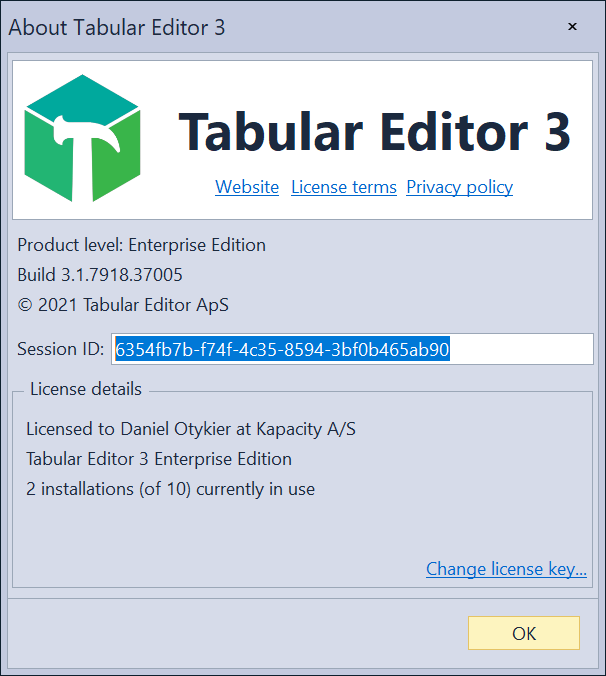 About Tabular Editor 3
Tabular Editor 3
Website License terms Privacy policy
Product level: Enterprise Edition
Build 3.1.7918.37005
© 2021 Tabular Editor ApS
Session ID: 6354fb7b-f74f-4c35-8594-3bf0b465ab90
License details
Licensed to Daniel Otykier at Kapacity A/S
Tabular Editor 3 Enterprise Edition
2 installations (of 10) currently in use
Change license key...
OK